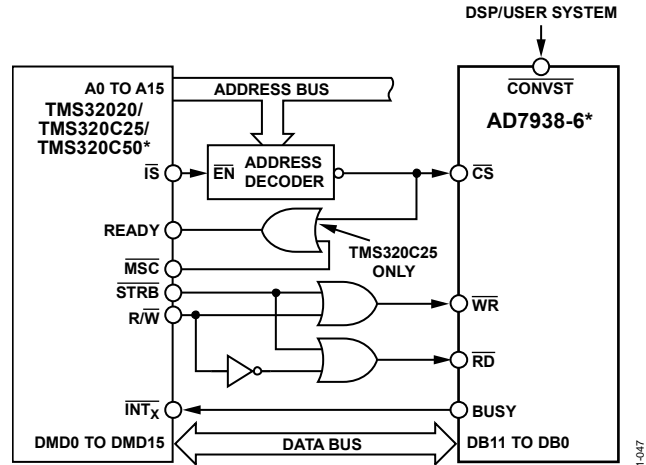 DSP/USER SYSTEM
A0 TO A15
ADDRESS BUS
CONVST
TMS32020/
TMS320C25/
TMS320C50*
AD7938-6*
IS
EN
ADDRESS
DECODER
CS
READY
TMS320C25
ONLY
MSC
STRB
R/W
WR
RD
INTX
BUSY
DMD0 TO DMD15
DATA BUS
DB11 TO DB0
1-047